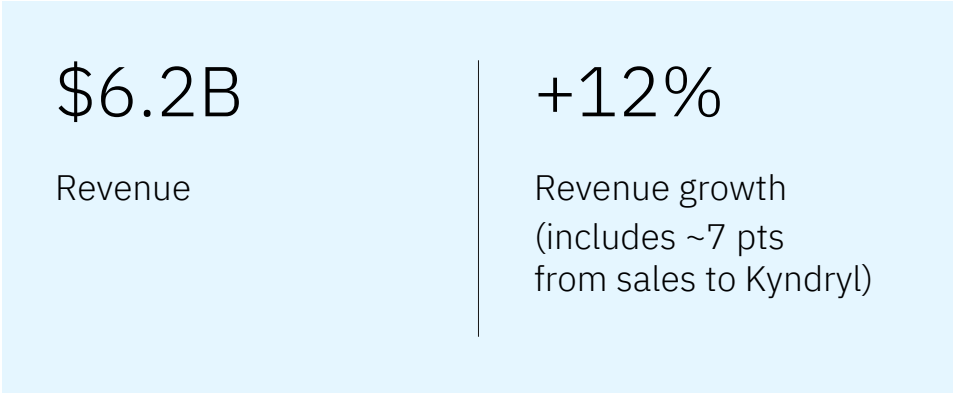 $6.2B
Revenue
+12%
Revenue growth
(includes ~7 pts
from sales to Kyndryl)